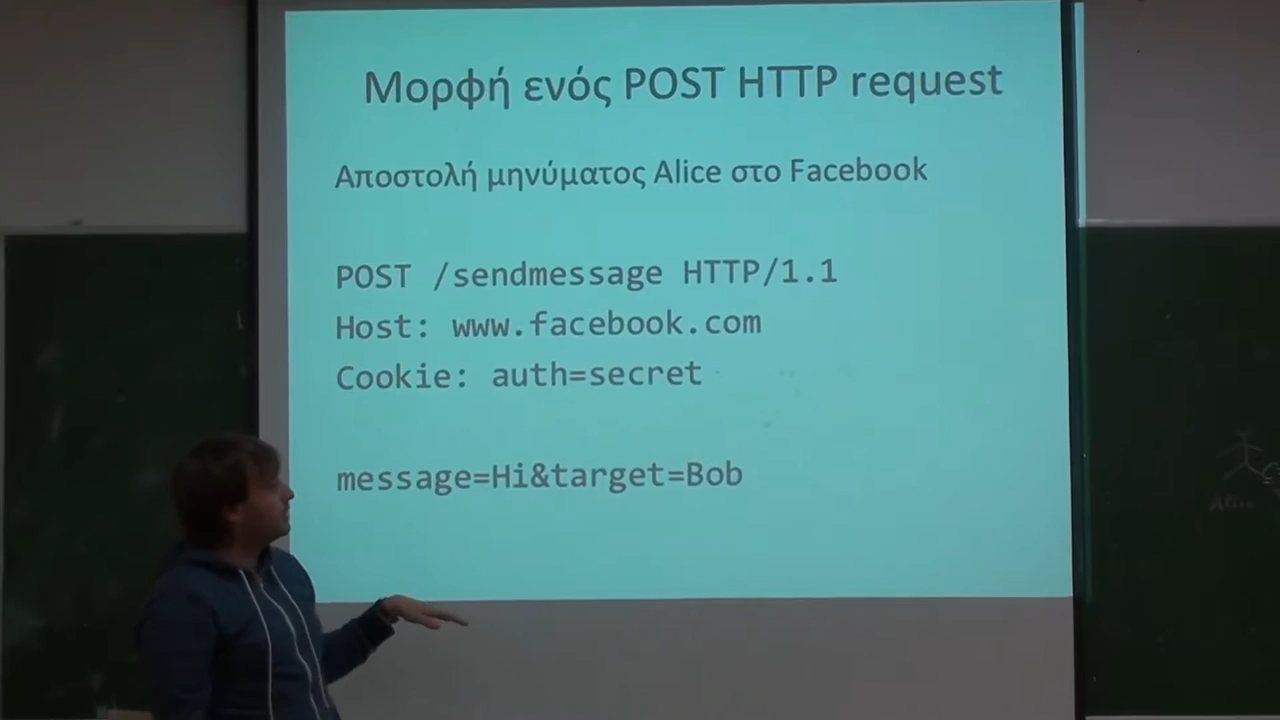 Μορφή ενός POST HTTP request
Αποστολή μηνύματος Alice στο Facebook
POST /sendmessage HTTP/1.1
Host: www.facebook.com
Cookie: auth=secret
message=Hi&target=Bob
Alice